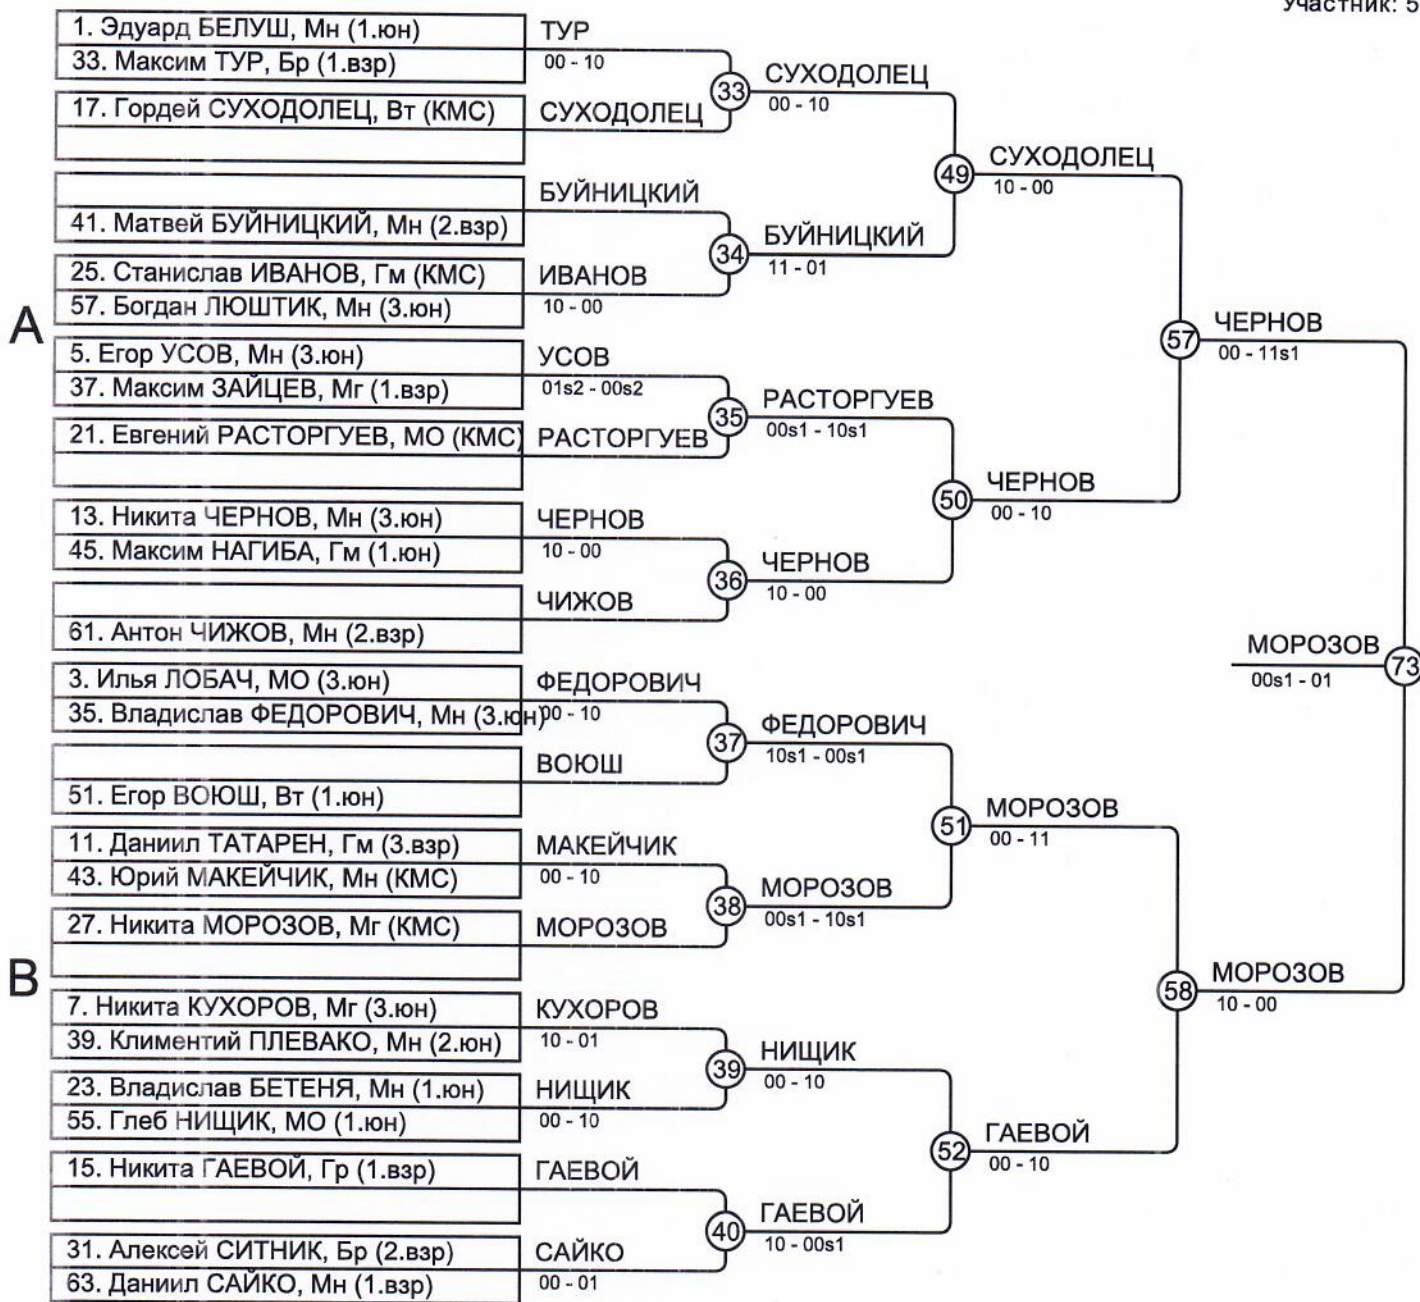 Участник: 5
1. Эдуард БЕЛУШ, Мн (1.юн)
33. Максим ТУР, Бр (1.взр)
17. Гордей СУХОДОЛЕЦ, Вт (КМС)
41. Матвей БУЙНИЦКИЙ, Мн (2.взр)
25. Станислав ИВАНОВ, Гм (КМС)
57. Богдан ЛЮШТИК, Мн (3.юн)
A
5. Егор УСОВ, Мн (3.юн)
37. Максим ЗАЙЦЕВ, Мг (1.взр)
21. Евгений РАСТОРГУЕВ, МО (КМС)
13. Никита ЧЕРНОВ, Мн (3.юн)
45. Максим НАГИБА, Гм (1.юн)
61. Антон ЧИЖОВ, Мн (2.взр)
3. Илья ЛОБАЧ, МО (3.юн)
35. Владислав ФЕДОРОВИЧ, Мн (3.юн)
51. Егор ВОЮШ, Вт (1.юн)
11. Даниил ТАТАРЕН, Гм (3.взр)
43. Юрий МАКЕЙЧИК, Мн (КМС)
27. Никита МОРОЗОВ, Мг (КМС)
B
7. Никита КУХОРОВ, Мг (3.юн)
39. Климентий ПЛЕВАКО, Мн (2.юн)
23. Владислав БЕТЕНЯ, Мн (1.юн)
55. Глеб НИЩИК, МО (1.юн)
15. Никита ГАЕВОЙ, Гр (1.взр)
31. Алексей СИТНИК, Бр (2.взр)
63. Даниил САЙКО, Мн (1.взр)
ТУР
00 - 10
СУХОДОЛЕЦ
БУЙНИЦКИЙ
ИВАНОВ
10 - 00
УСОВ
01s2 - 00s2
РАСТОРГУЕВ
ЧЕРНОВ
10 - 00
ЧИЖОВ
ФЕДОРОВИЧ
00 - 10
ВОЮШ
МАКЕЙЧИК
00 - 10
МОРОЗОВ
КУХОРОВ
10 - 01
НИЩИК
00 - 10
ГАЕВОЙ
САЙКО
00 - 01
33
СУХОДОЛЕЦ
00 - 10
34
БУЙНИЦКИЙ
11 - 01
35
РАСТОРГУЕВ
00s1 - 10s1
36
ЧЕРНОВ
10 - 00
37
ФЕДОРОВИЧ
10s1 - 00s1
38
МОРОЗОВ
00s1 - 10s1
39
НИЩИК
00 - 10
40
ГАЕВОЙ
10 - 00s1
49
СУХОДОЛЕЦ
10 - 00
50
ЧЕРНОВ
00 - 10
51
МОРОЗОВ
00 - 11
52
ГАЕВОЙ
00 - 10
57
ЧЕРНОВ
00 - 11s1
58
МОРОЗОВ
10 - 00
МОРОЗОВ
00s1 - 01
73